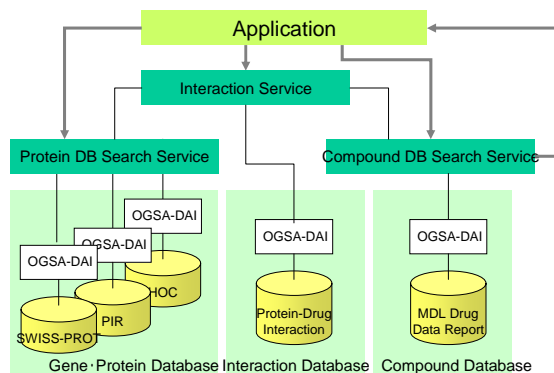 Application
Interaction Service
Protein DB Search Service
Compound DB Search Service
OGSA-DAI
OGSA-DAI
OGSA-DAI
OGSA-DAI
OGSA-DAI
HOC
PIR
SWISS-PROT
Protein-Drug
Interaction
MDL Drug
Data Report
Gene·Protein Database
Interaction Database
Compound Database